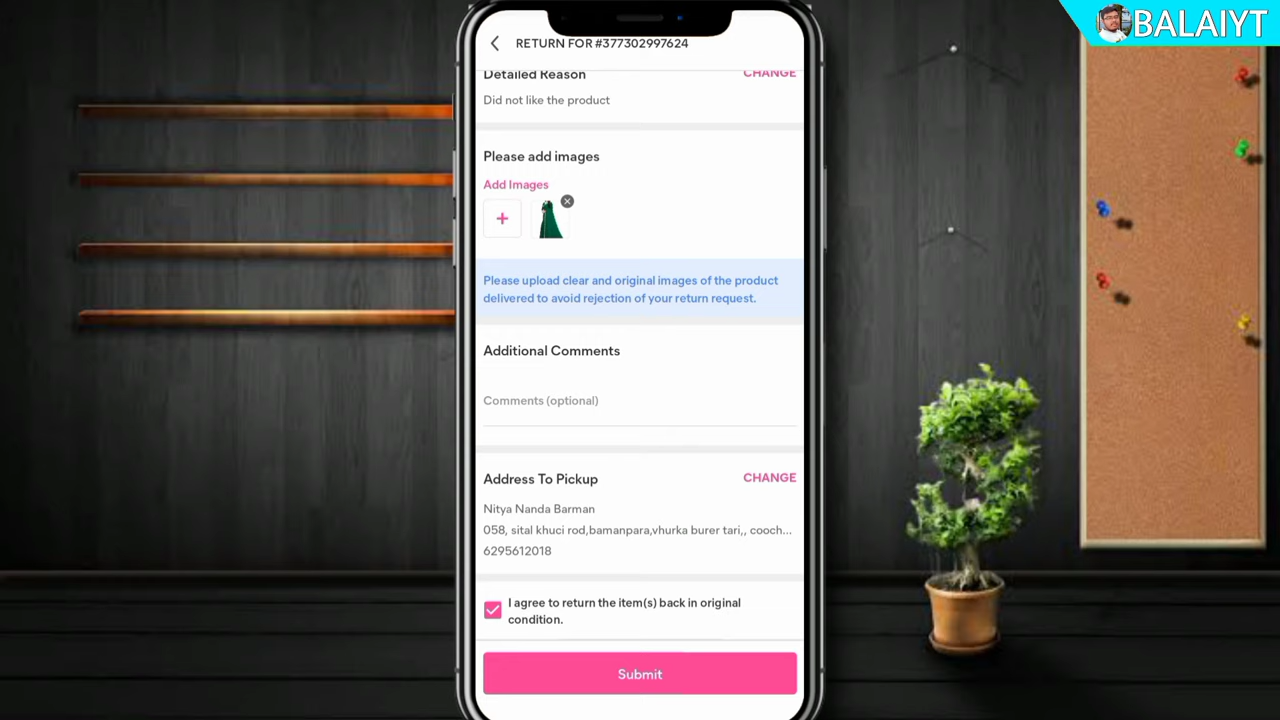 BALAIYT
RETURN FOR #377302997624
Detailed Reason
CHANGE
Did not like the product
Please add images
Add Images
+
Please upload clear and original images of the product
delivered to avoid rejection of your return request.
Additional Comments
Comments (optional)
Address To Pickup
CHANGE
Nitya Nanda Barman
058, sital khuci rod,bamanpara,vhurka burer tari,, cooch...
6295612018
I agree to return the item(s) back in original
condition.
Submit